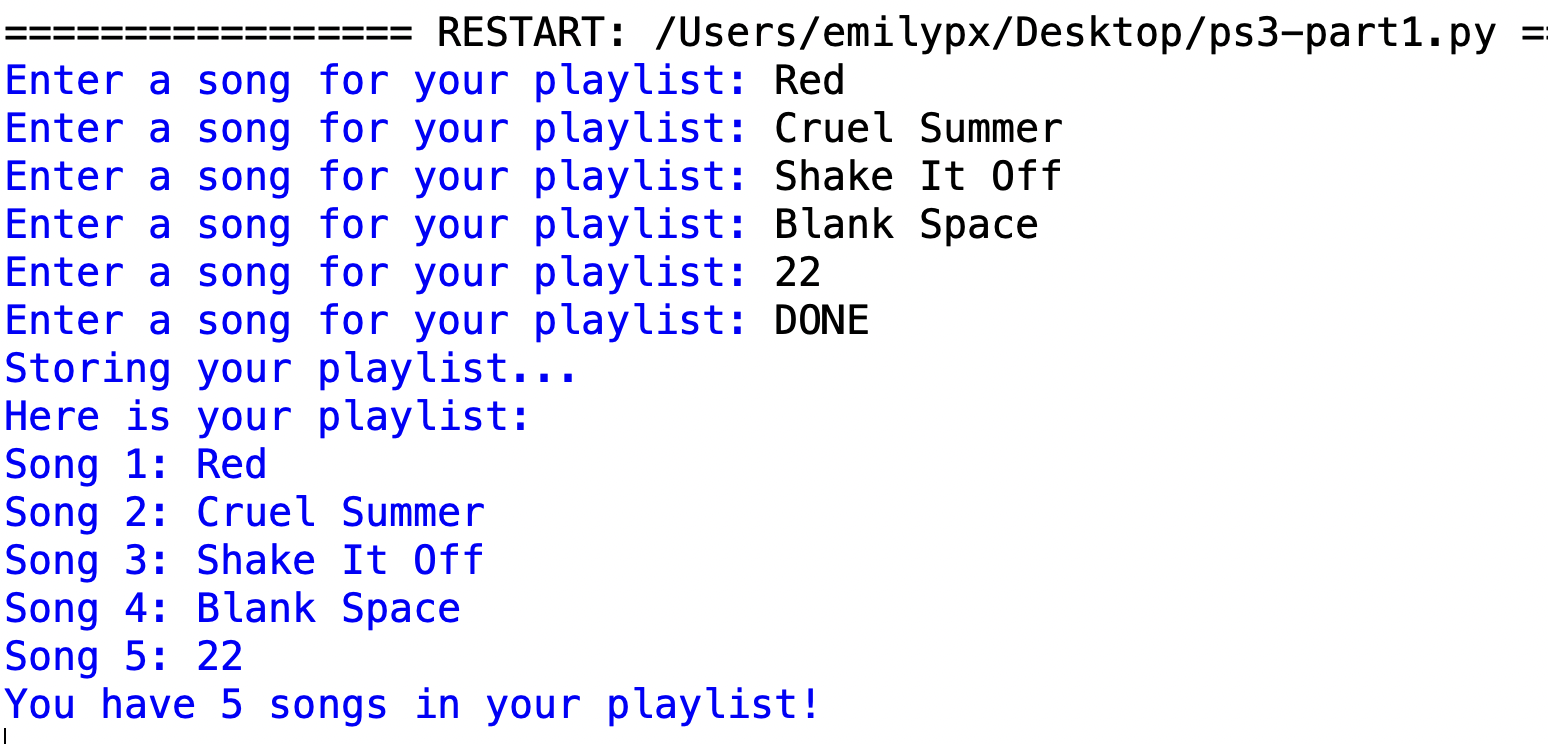 ================= RESTART: /Users/emilypx/Desktop/ps3-part1.py ==
Enter a song for your playlist: Red
Enter a song for your playlist: Cruel Summer
Enter a song for your playlist: Shake It Off
Enter a song for your playlist: Blank Space
Enter a song for your playlist: 22
Enter a song for your playlist: DONE
Storing your playlist...
Here is your playlist:
Song 1: Red
Song 2: Cruel Summer
Song 3: Shake It Off
Song 4: Blank Space
Song 5: 22
You have 5 songs in your playlist!